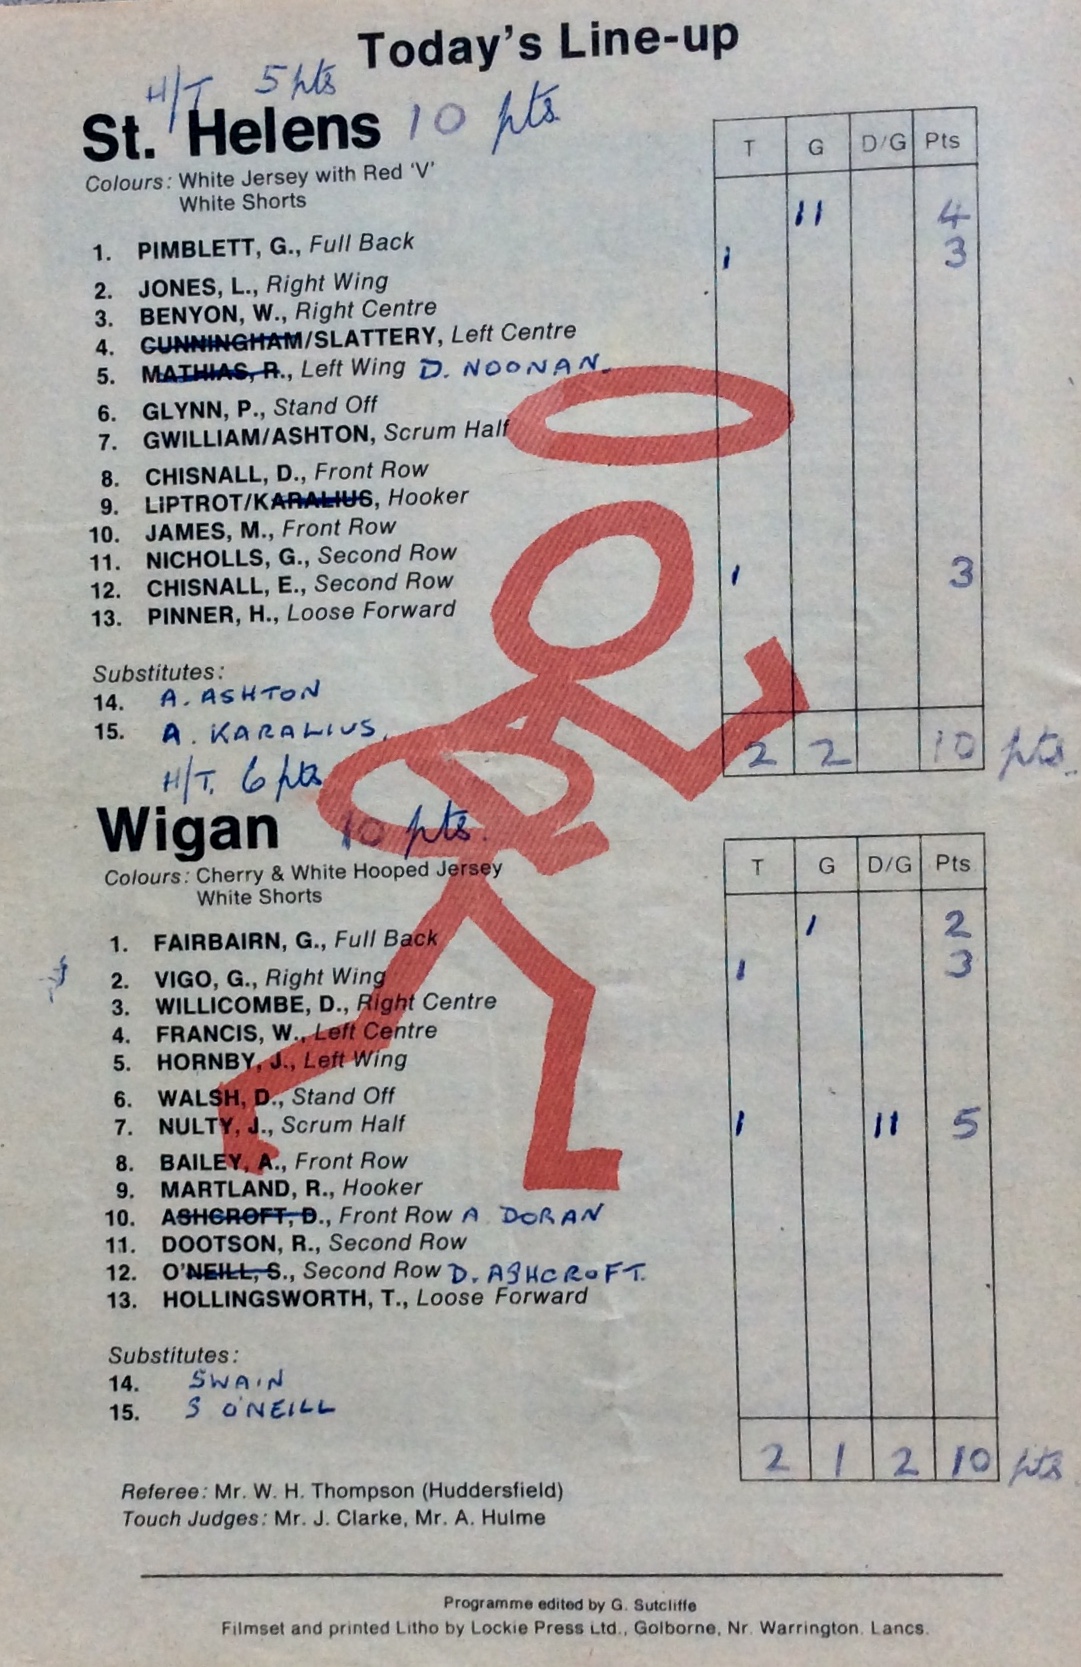 Today's Line-up
H/T 5 pts
St. Helens 10 pts
Colours: White Jersey with Red 'V'
White Shorts
T G D/G Pts
1. PIMBLETT, G., Full Back 11 4
2. JONES, L., Right Wing 1 3
3. BENYON, W., Right Centre
4. CUNNINGHAM/SLATTERY, Left Centre
5. MATHIAS, R., Left Wing D. NOONAN.
6. GLYNN, P., Stand Off
7. GWILLIAM/ASHTON, Scrum Half
8. CHISNALL, D., Front Row
9. LIPTROT/KARALIUS, Hooker
10. JAMES, M., Front Row
11. NICHOLLS, G., Second Row
12. CHISNALL, E., Second Row 1 3
13. PINNER, H., Loose Forward
Substitutes:
14. A. ASHTON
15. A. KARALIUS.
2 2 10 pts.
H/T. 6 pts
Wigan 10 pts.
Colours: Cherry & White Hooped Jersey
White Shorts
T G D/G Pts
1. FAIRBAIRN, G., Full Back 1 2
2. VIGO, G., Right Wing 1 3
3. WILLICOMBE, D., Right Centre
4. FRANCIS, W., Left Centre
5. HORNBY, J., Left Wing
6. WALSH, D., Stand Off
7. NULTY, J., Scrum Half 1 11 5
8. BAILEY, A., Front Row
9. MARTLAND, R., Hooker
10. ASHCROFT, D., Front Row A DORAN
11. DOOTSON, R., Second Row
12. O'NEILL, S., Second Row D. ASHCROFT.
13. HOLLINGSWORTH, T., Loose Forward
Substitutes:
14. SWAIN
15. S O'NEILL
2 1 2 10 pts
Referee: Mr. W. H. Thompson (Huddersfield)
Touch Judges: Mr. J. Clarke, Mr. A. Hulme
Programme edited by G. Sutcliffe
Filmset and printed Litho by Lockie Press Ltd., Golborne, Nr. Warrington. Lancs.